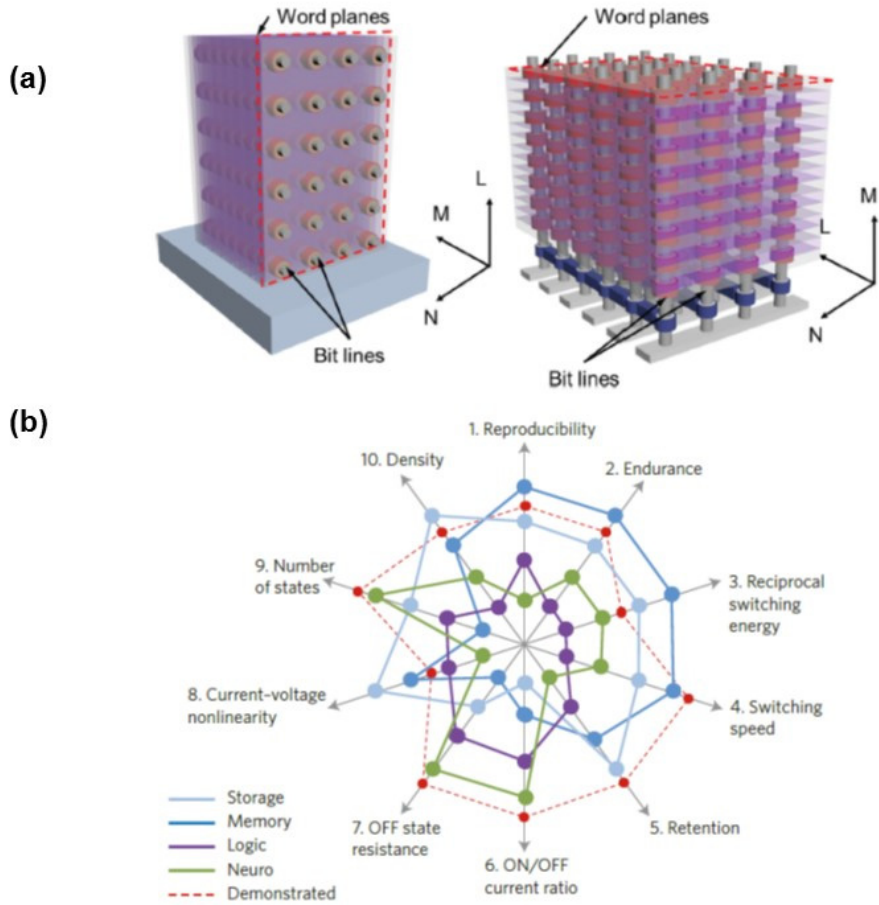 (a)
Word planes
L
M
N
Bit lines
Word planes
M
L
N
Bit lines
(b)
1. Reproducibility
2. Endurance
3. Reciprocal
switching
energy
4. Switching
speed
5. Retention
6. ON/OFF
current ratio
7. OFF state
resistance
8. Current–voltage
nonlinearity
9. Number
of states
10. Density
Storage
Memory
Logic
Neuro
Demonstrated